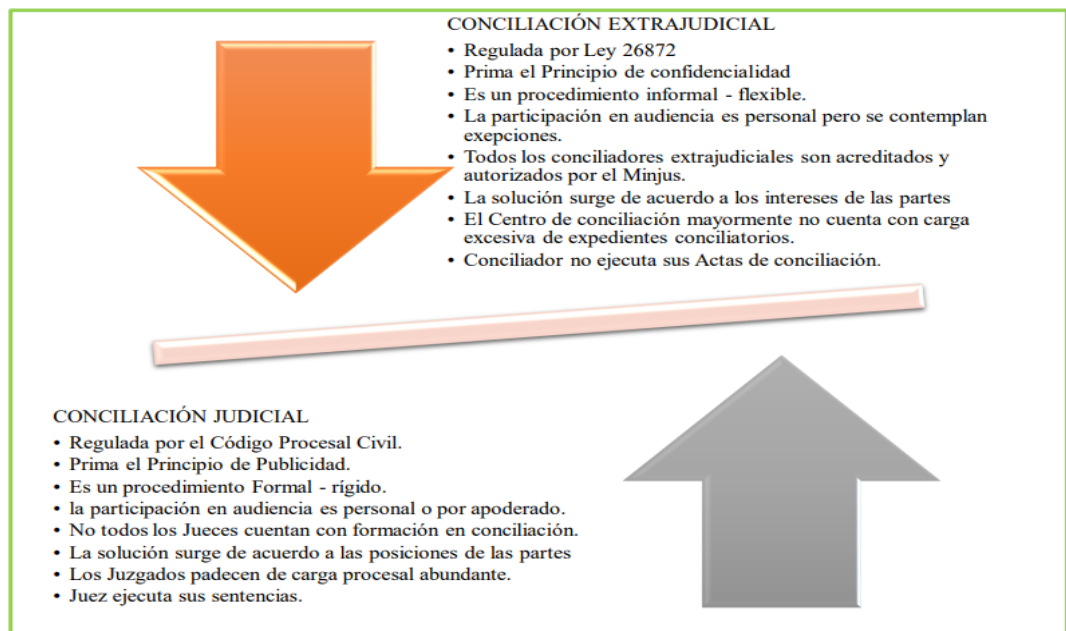 CONCILIACIÓN EXTRAJUDICIAL
• Regulada por Ley 26872
• Prima el Principio de confidencialidad
• Es un procedimiento informal - flexible.
• La participación en audiencia es personal pero se contemplan
exepciones.
• Todos los conciliadores extrajudiciales son acreditados y
autorizados por el Minjus.
• La solución surge de acuerdo a los intereses de las partes
• El Centro de conciliación mayormente no cuenta con carga
excesiva de expedientes conciliatorios.
• Conciliador no ejecuta sus Actas de conciliación.
CONCILIACIÓN JUDICIAL
• Regulada por el Código Procesal Civil.
• Prima el Principio de Publicidad.
• Es un procedimiento Formal - rígido.
• la participación en audiencia es personal o por apoderado.
• No todos los Jueces cuentan con formación en conciliación.
• La solución surge de acuerdo a las posiciones de las partes
• Los Juzgados padecen de carga procesal abundante.
• Juez ejecuta sus sentencias.